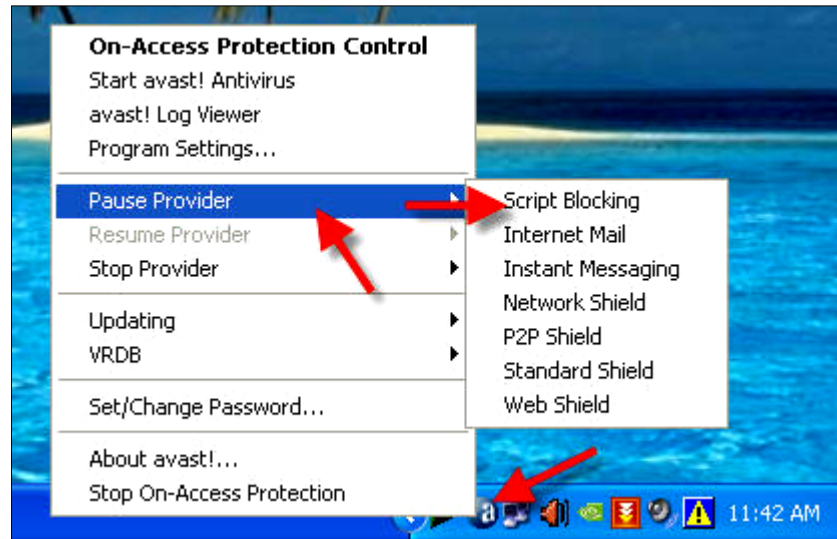 On-Access Protection Control
Start avast! Antivirus
avast! Log Viewer
Program Settings...
Pause Provider
Resume Provider
Stop Provider
Updating
VRDB
Set/Change Password...
About avast!...
Stop On-Access Protection
Script Blocking
Internet Mail
Instant Messaging
Network Shield
P2P Shield
Standard Shield
Web Shield
a
11:42 AM